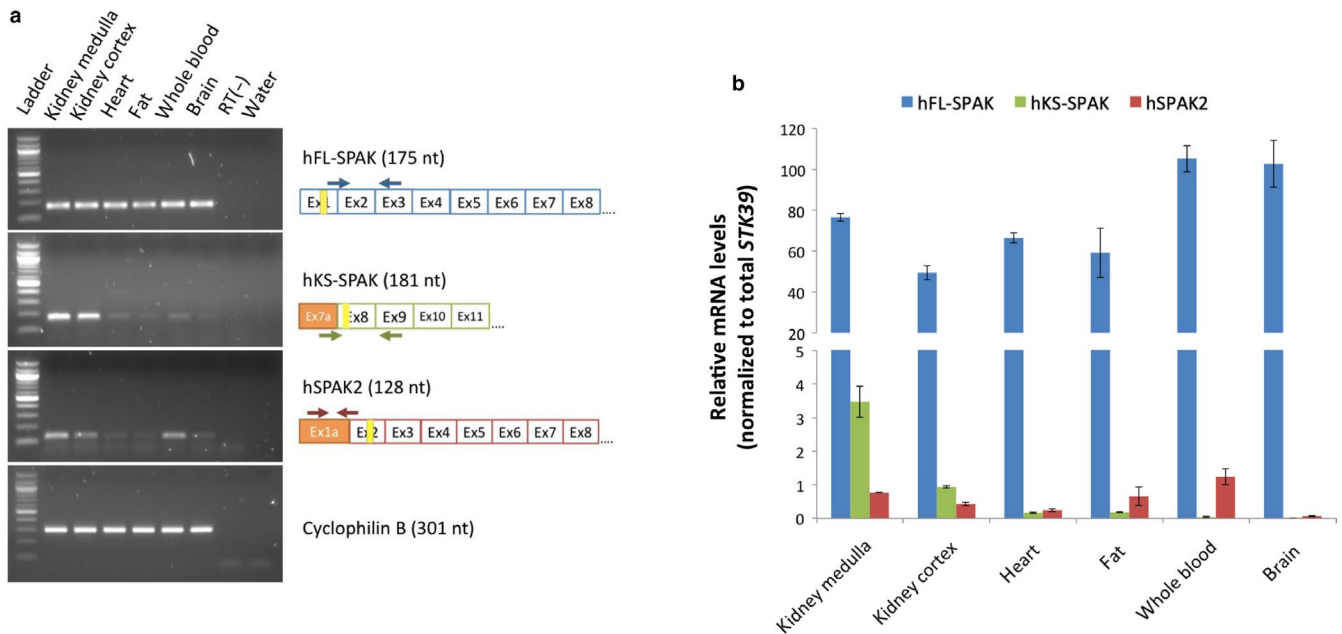 a
Ladder
Kidney medulla
Kidney cortex
Heart
Fat
Whole blood
Brain
RT(-)
Water
hFL-SPAK (175 nt)
Ex1 Ex2 Ex3 Ex4 Ex5 Ex6 Ex7 Ex8 ....
hKS-SPAK (181 nt)
Ex7a Ex8 Ex9 Ex10 Ex11 ....
hSPAK2 (128 nt)
Ex1a Ex2 Ex3 Ex4 Ex5 Ex6 Ex7 Ex8 ....
Cyclophilin B (301 nt)
b
hFL-SPAK hKS-SPAK hSPAK2
Relative mRNA levels
(normalized to total STK39)
120
100
80
60
40
20
5
4
3
2
1
0
Kidney medulla
Kidney cortex
Heart
Fat
Whole blood
Brain